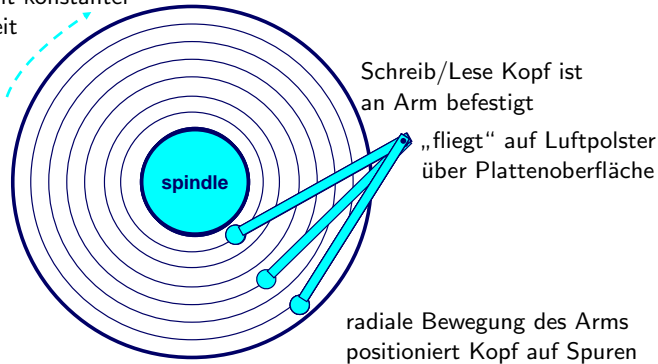 konstanter
eit
Schreib/Lese Kopf ist
an Arm befestigt
„fliegt“ auf Luftpolster
über Plattenoberfläche
spindle
radiale Bewegung des Arms
positioniert Kopf auf Spuren